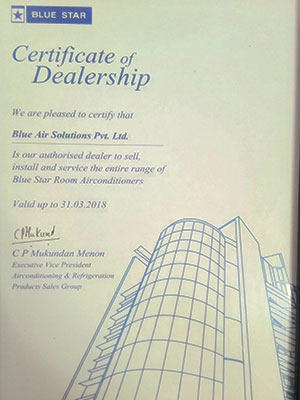 BLUE STAR
Certificate of
Dealership
We are pleased to certify that
Blue Air Solutions Pvt. Ltd.
Is our authorised dealer to sell,
install and service the entire range of
Blue Star Room Airconditioners
Valid up to 31.03.2018
CPMukund
C P Mukundan Menon
Executive Vice President
Airconditioning & Refrigeration
Products Sales Group